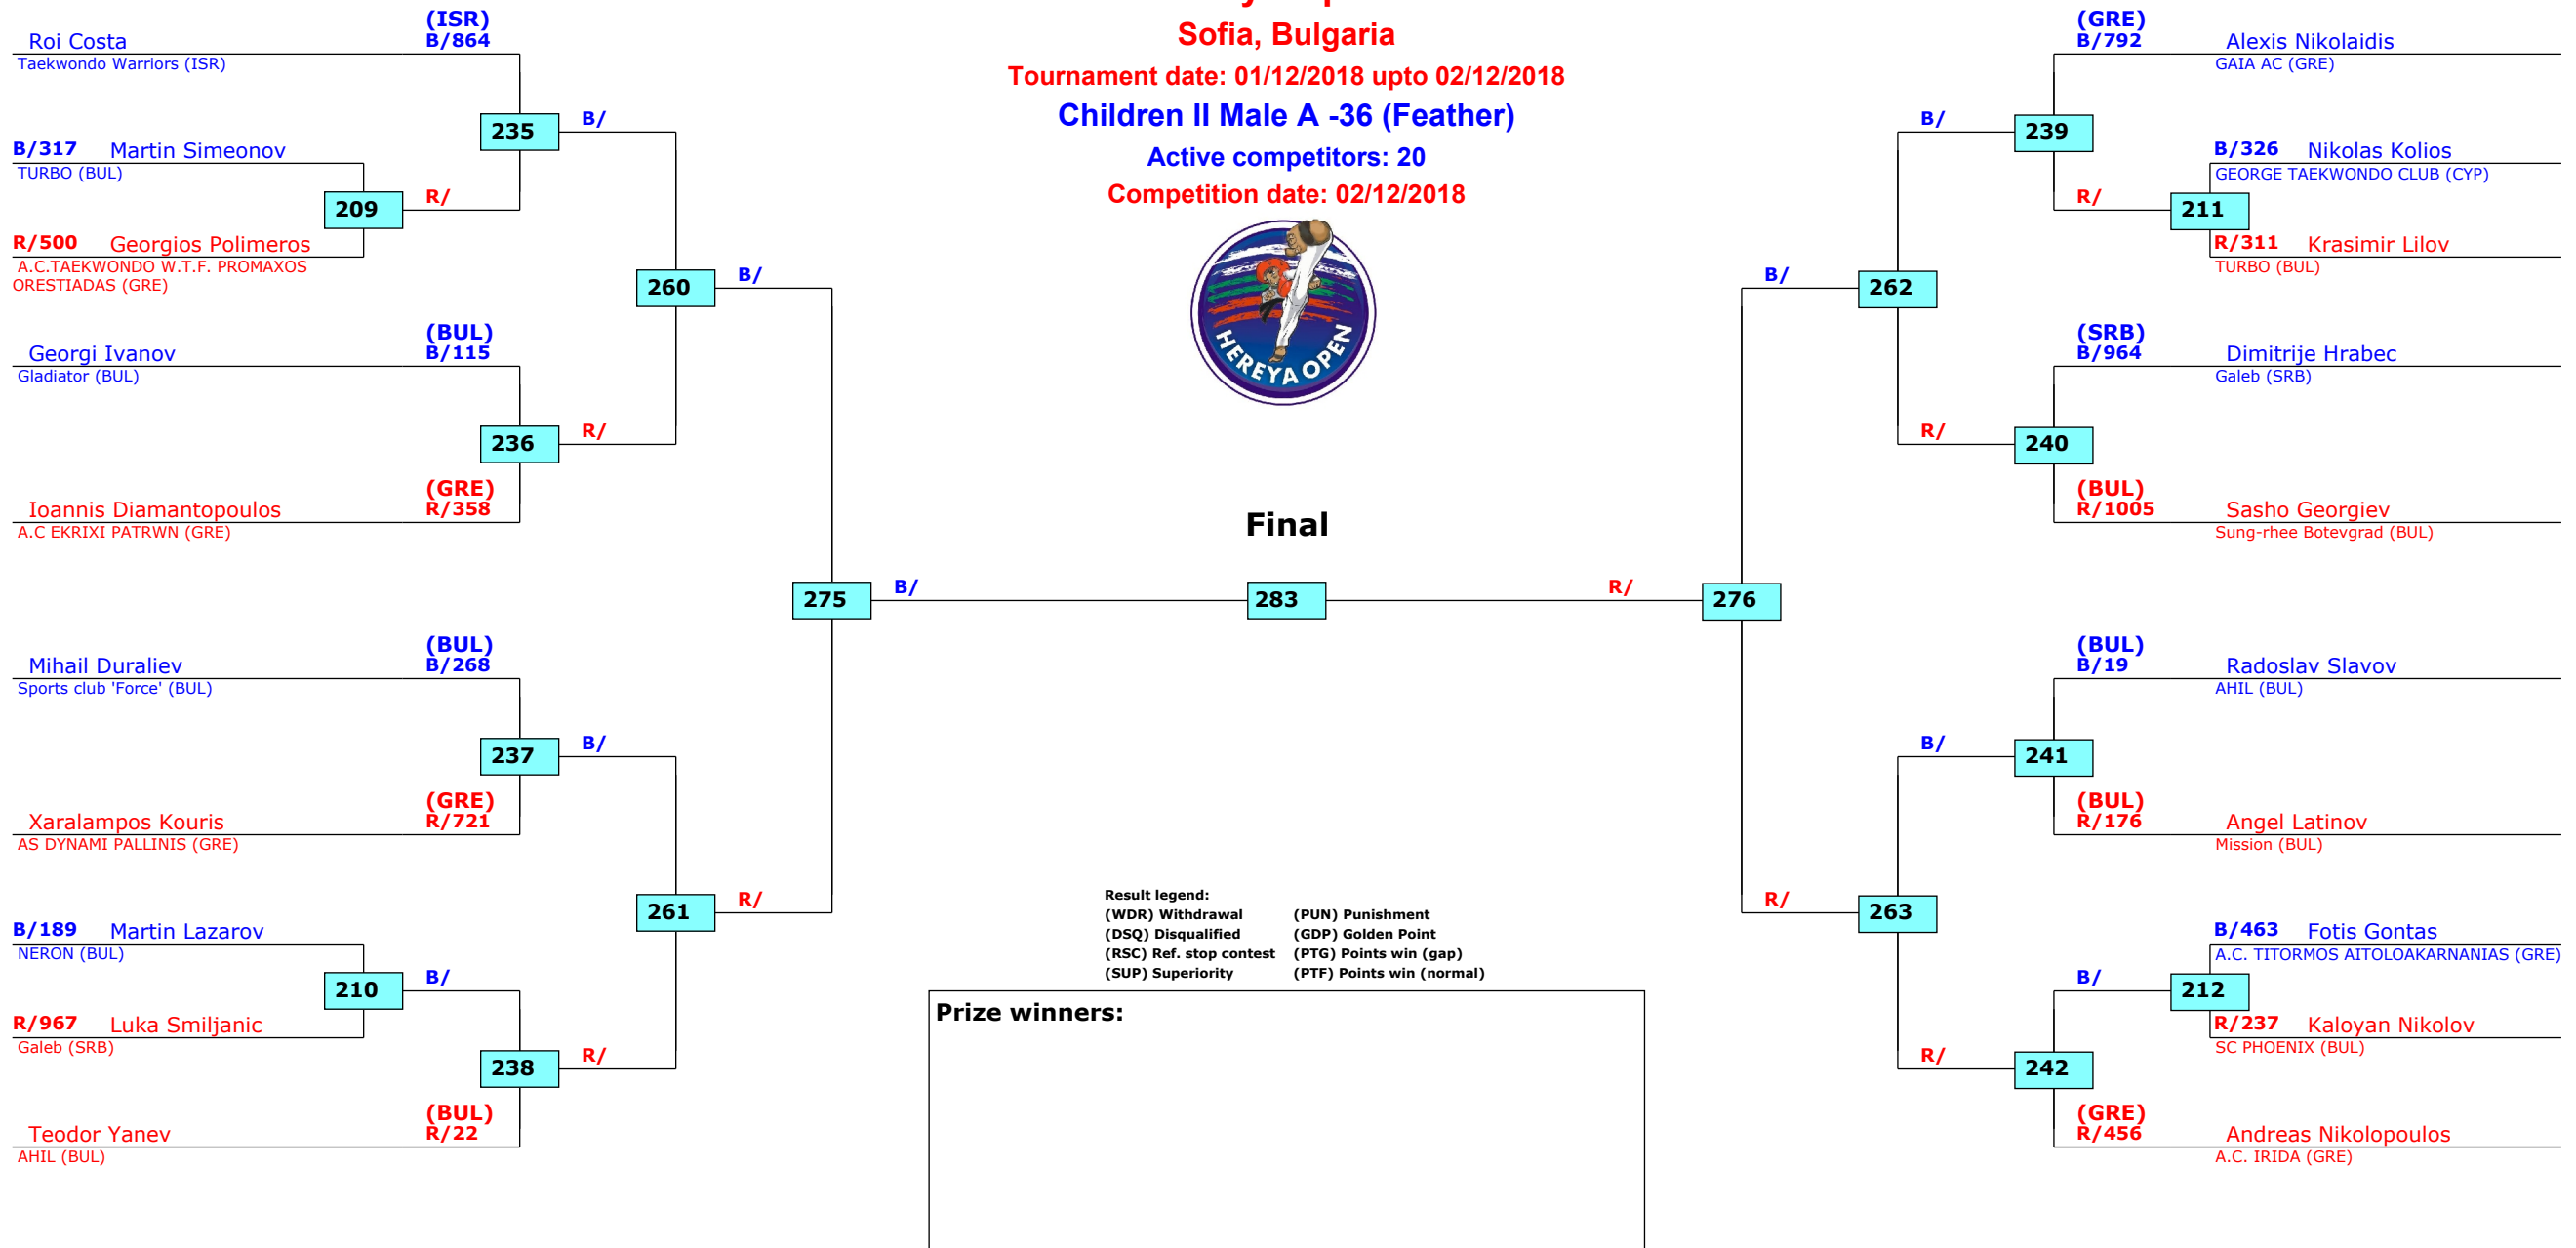 Sofia, Bulgaria
Tournament date: 01/12/2018 upto 02/12/2018
Children II Male A -36 (Feather)
Active competitors: 20
Competition date: 02/12/2018
HEREYA OPEN
(ISR)
Roi Costa B/864
Taekwondo Warriors (ISR)
235 B/
B/317 Martin Simeonov
TURBO (BUL)
209 R/
R/500 Georgios Polimeros
A.C.TAEKWONDO W.T.F. PROMAXOS
ORESTIADAS (GRE)
260 B/
(BUL)
Georgi Ivanov B/115
Gladiator (BUL)
236 R/
(GRE)
Ioannis Diamantopoulos R/358
A.C EKRIXI PATRWN (GRE)
275 B/
(BUL)
Mihail Duraliev B/268
Sports club 'Force' (BUL)
237 B/
(GRE)
Xaralampos Kouris R/721
AS DYNAMI PALLINIS (GRE)
261 R/
B/189 Martin Lazarov
NERON (BUL)
210 B/
R/967 Luka Smiljanic
Galeb (SRB)
238 R/
(BUL)
Teodor Yanev R/22
AHIL (BUL)
Final
283
(GRE)
B/792 Alexis Nikolaidis
GAIA AC (GRE)
B/ 239
B/326 Nikolas Kolios
GEORGE TAEKWONDO CLUB (CYP)
R/ 211
R/311 Krasimir Lilov
TURBO (BUL)
B/ 262
(SRB)
B/964 Dimitrije Hrabec
Galeb (SRB)
R/ 240
(BUL)
R/1005 Sasho Georgiev
Sung-rhee Botevgrad (BUL)
R/ 276
(BUL)
B/19 Radoslav Slavov
AHIL (BUL)
B/ 241
(BUL)
R/176 Angel Latinov
Mission (BUL)
R/ 263
B/463 Fotis Gontas
A.C. TITORMOS AITOLOAKARNANIAS (GRE)
B/ 212
R/237 Kaloyan Nikolov
SC PHOENIX (BUL)
R/ 242
(GRE)
R/456 Andreas Nikolopoulos
A.C. IRIDA (GRE)
Result legend:
(WDR) Withdrawal (PUN) Punishment
(DSQ) Disqualified (GDP) Golden Point
(RSC) Ref. stop contest (PTG) Points win (gap)
(SUP) Superiority (PTF) Points win (normal)
Prize winners: